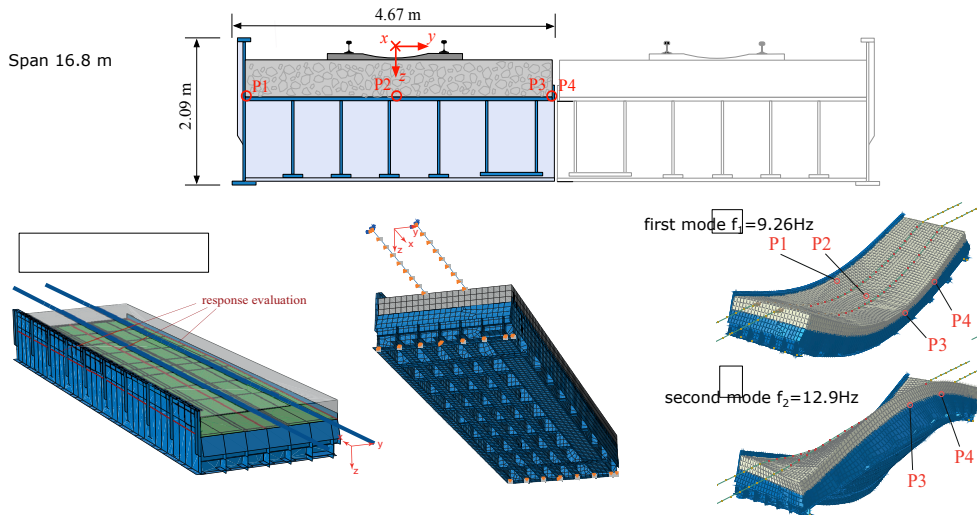 4.67 m
Span 16.8 m
2.09 m
x
y
z
P1
P2
P3
P4
first mode f₁=9.26Hz
P1
P2
P4
P3
response evaluation
y
z
y
x
z
second mode f₂=12.9Hz
P4
P3